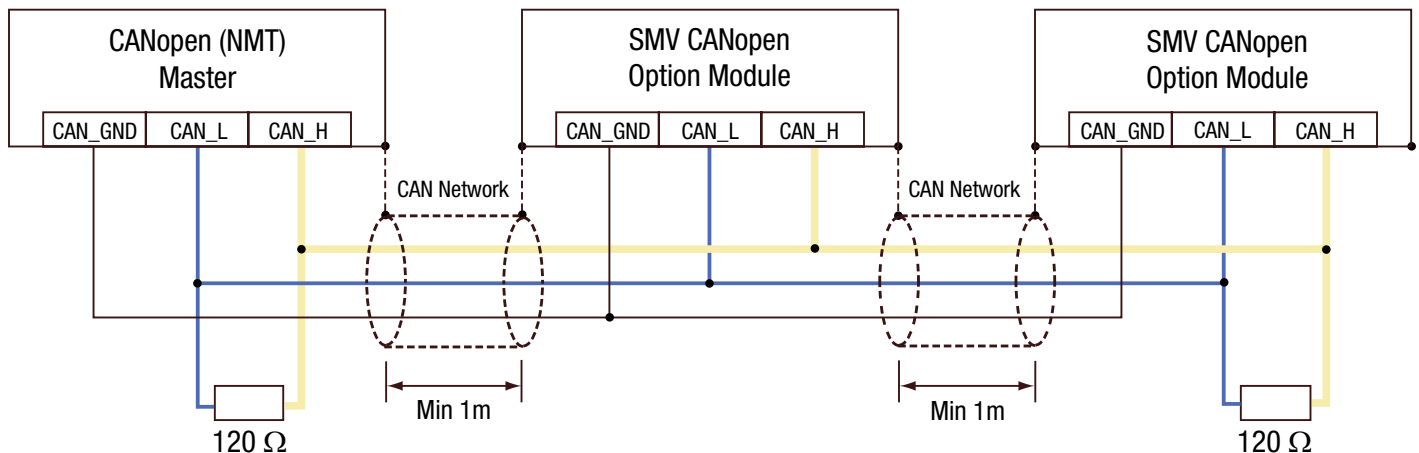 CANopen (NMT)
Master
SMV CANopen
Option Module
SMV CANopen
Option Module
CAN_GND CAN_L CAN_H
CAN_GND CAN_L CAN_H
CAN_GND CAN_L CAN_H
CAN Network
CAN Network
Min 1m
Min 1m
120 Ω
120 Ω